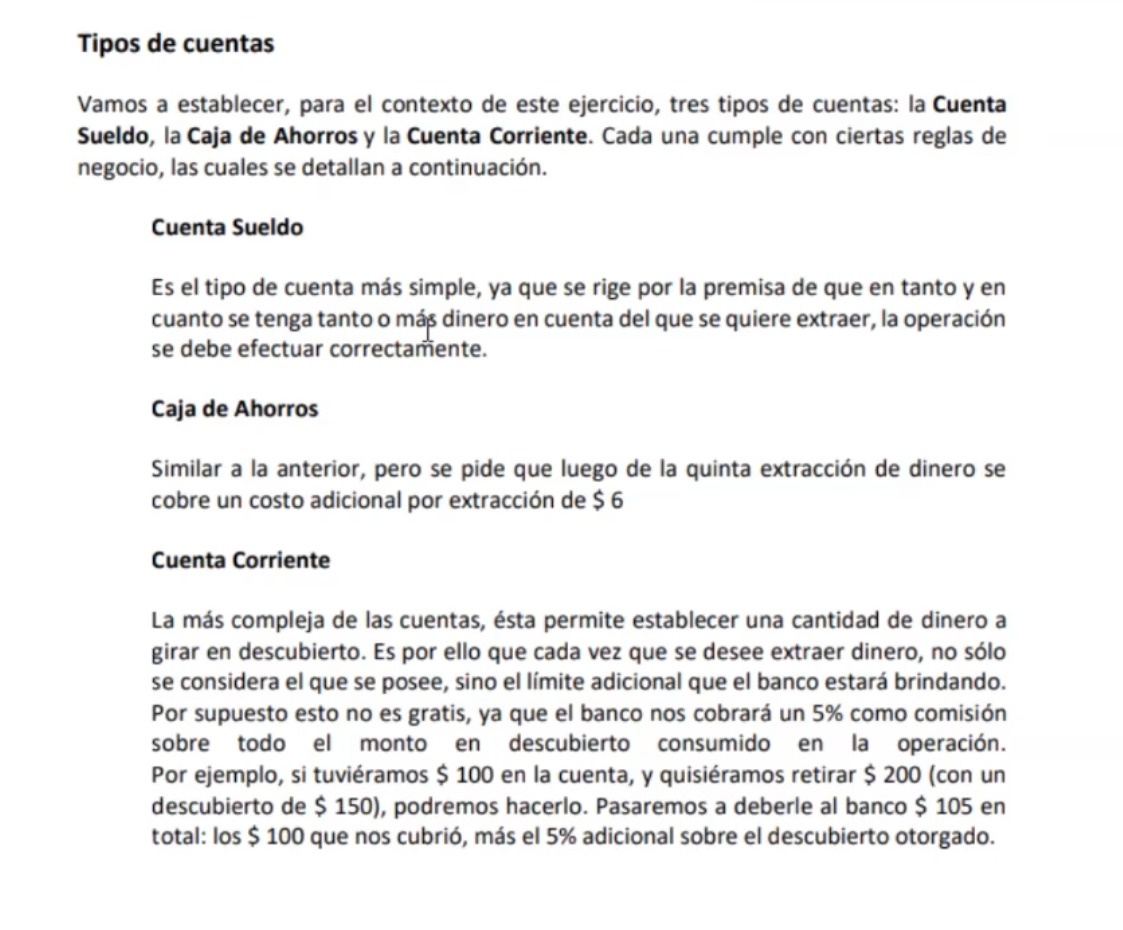 Tipos de cuentas
Vamos a establecer, para el contexto de este ejercicio, tres tipos de cuentas: la Cuenta
Sueldo, la Caja de Ahorros y la Cuenta Corriente. Cada una cumple con ciertas reglas de
negocio, las cuales se detallan a continuación.
Cuenta Sueldo
Es el tipo de cuenta más simple, ya que se rige por la premisa de que en tanto y en
cuanto se tenga tanto o más dinero en cuenta del que se quiere extraer, la operación
se debe efectuar correctamente.
Caja de Ahorros
Similar a la anterior, pero se pide que luego de la quinta extracción de dinero se
cobre un costo adicional por extracción de $ 6
Cuenta Corriente
La más compleja de las cuentas, ésta permite establecer una cantidad de dinero a
girar en descubierto. Es por ello que cada vez que se desee extraer dinero, no sólo
se considera el que se posee, sino el límite adicional que el banco estará brindando.
Por supuesto esto no es gratis, ya que el banco nos cobrará un 5% como comisión
sobre todo el monto en descubierto consumido en la operación.
Por ejemplo, si tuviéramos $ 100 en la cuenta, y quisiéramos retirar $ 200 (con un
descubierto de $ 150), podremos hacerlo. Pasaremos a deberle al banco $ 105 en
total: los $ 100 que nos cubrió, más el 5% adicional sobre el descubierto otorgado.